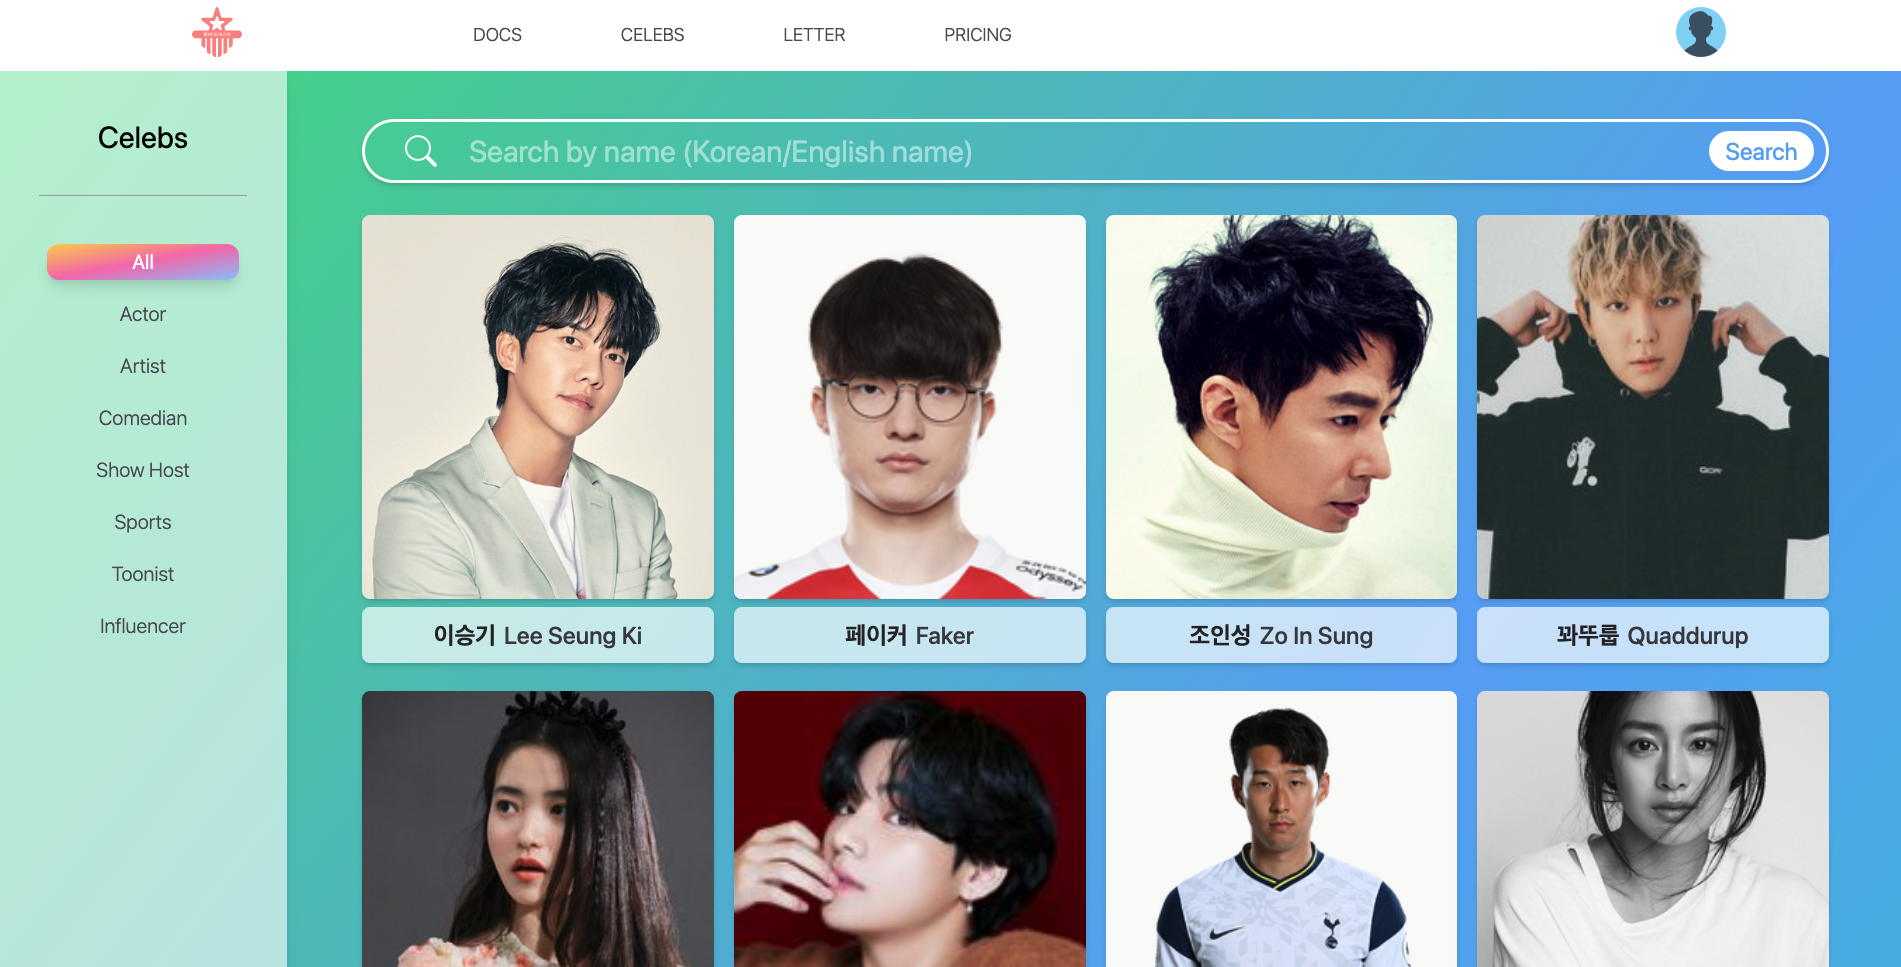 DOCS
CELEBS
LETTER
PRICING
Celebs
All
Actor
Artist
Comedian
Show Host
Sports
Toonist
Influencer
Search by name (Korean/English name)
Search
odyssey
이승기 Lee Seung Ki
페이커 Faker
조인성 Zo In Sung
꽈뚜룹 Quaddurup